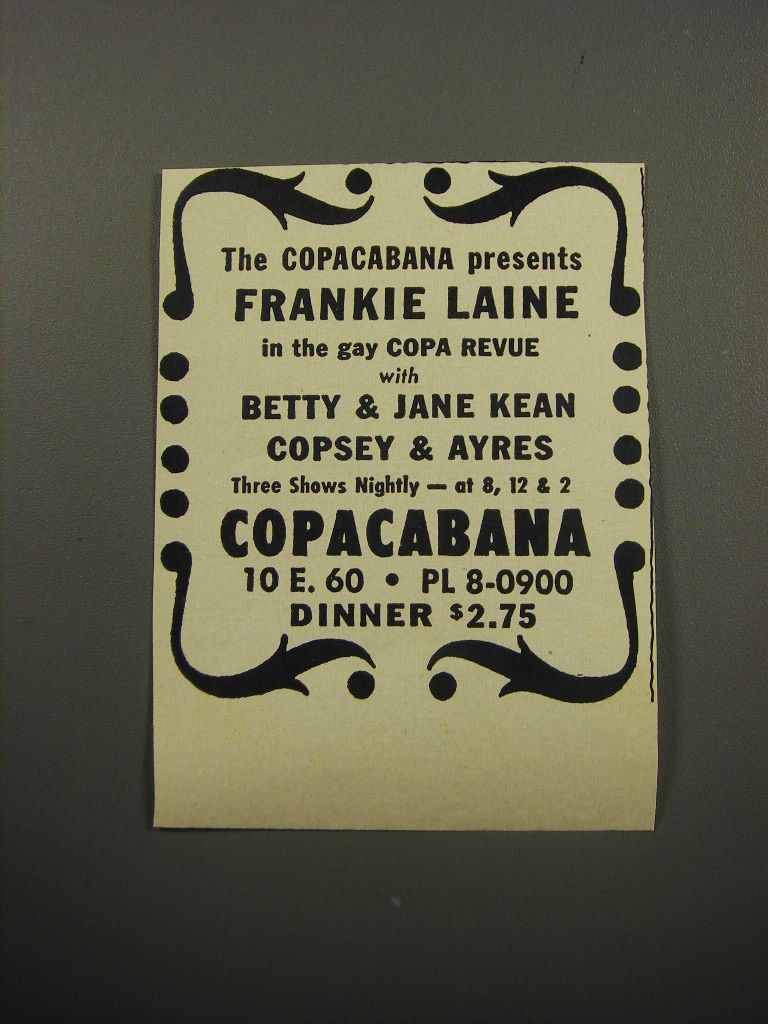 The COPACABANA presents
FRANKIE LAINE
in the gay COPA REVUE
with
BETTY & JANE KEAN
COPSEY & AYRES
Three Shows Nightly — at 8, 12 & 2
COPACABANA
10 E. 60 • PL 8-0900
DINNER $2.75